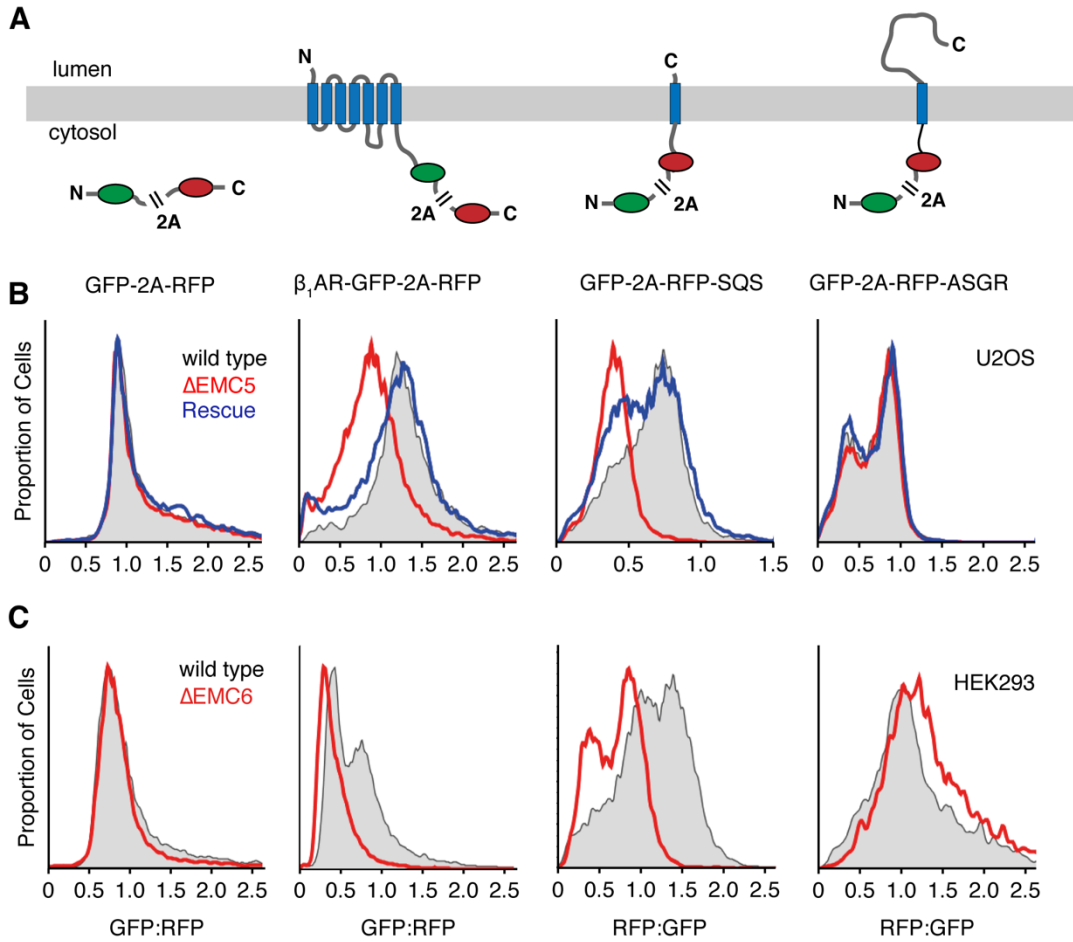 A
lumen
cytosol
N
C
C
N
2A
C
2A
C
N
2A
N
2A
B
GFP-2A-RFP
β₁AR-GFP-2A-RFP
GFP-2A-RFP-SQS
GFP-2A-RFP-ASGR
Proportion of Cells
wild type
ΔEMC5
Rescue
U2OS
0 0.5 1.0 1.5 2.0 2.5
0 0.5 1.0 1.5 2.0 2.5
0 0.5 1.0 1.5
0 0.5 1.0 1.5 2.0 2.5
C
Proportion of Cells
wild type
ΔEMC6
HEK293
0 0.5 1.0 1.5 2.0 2.5
0 0.5 1.0 1.5 2.0 2.5
0 0.5 1.0 1.5 2.0 2.5
0 0.5 1.0 1.5 2.0 2.5
GFP:RFP
GFP:RFP
RFP:GFP
RFP:GFP